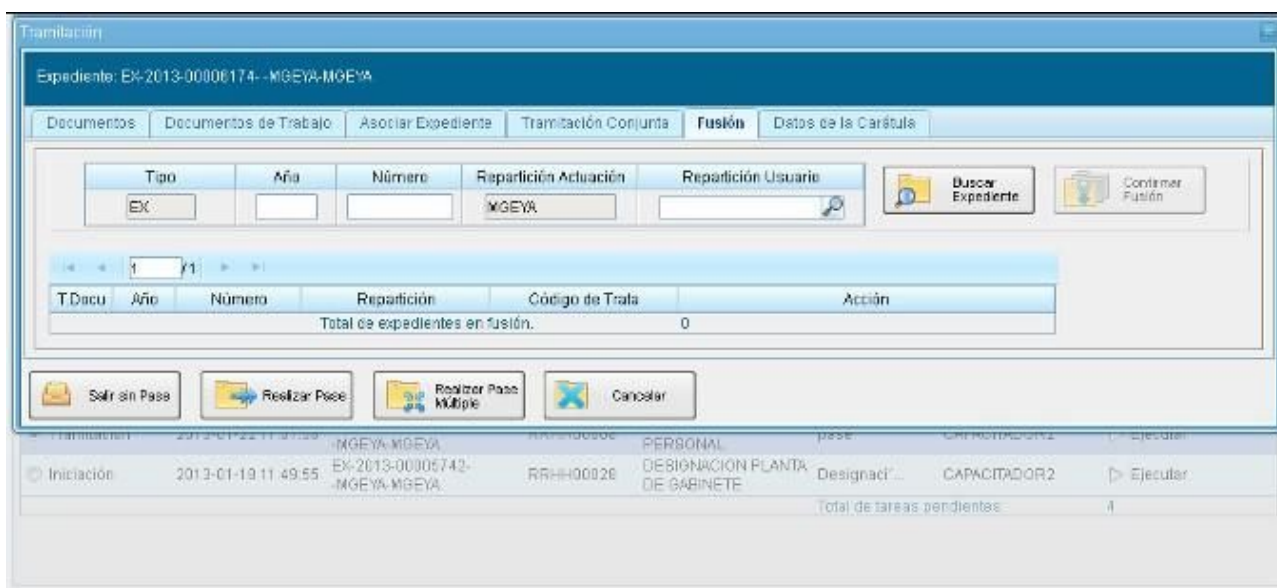 Tramitación
Expediente: EX-2013-00006174- -MGEYA-MGEYA
Documentos Documentos de Trabajo Asociar Expediente Tramitación Conjunta Fusión Datos de la Carátula
Tipo Año Número Repartición Actuación Repartición Usuario
EX MGEYA
Buscar Expediente
Confirmar Fusión
1 /1
T.Docu Año Número Repartición Código de Trata Acción
Total de expedientes en fusión. 0
Salir sin Pase Realizar Pase Realizar Pase Múltiple Cancelar
Tramitación -MGEYA-MGEYA PERSONAL pase CAPACITADOR2 Ejecutar
Iniciación 2013-01-19 11:49:55 EX-2013-00005742- -MGEYA-MGEYA RRHH0002B DESIGNACION PLANTA DE GABINETE Designaci... CAPACITADOR2 Ejecutar
Total de tareas pendientes 4